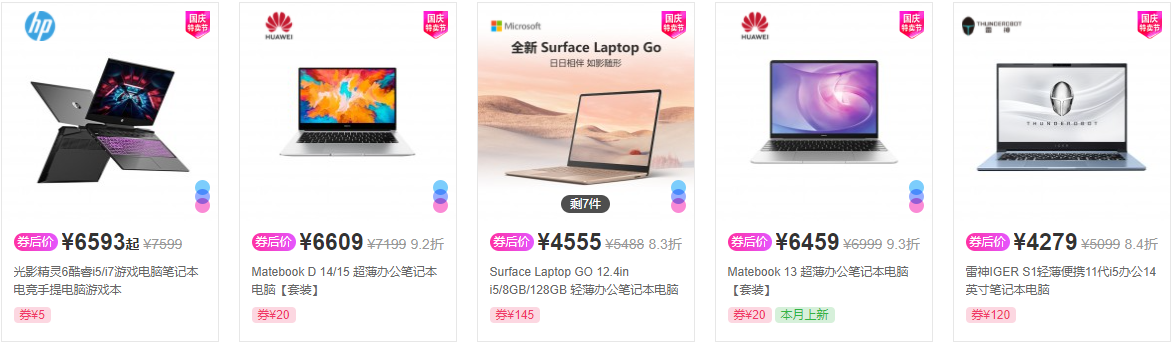 hp
国庆
特卖节
券后价 ¥6593起 ¥7599
光影精灵6酷睿i5/i7游戏电脑笔记本
电竞手提电脑游戏本
券¥5
HUAWEI
国庆
特卖节
券后价 ¥6609 ¥7199 9.2折
Matebook D 14/15 超薄办公笔记本
电脑【套装】
券¥20
Microsoft
国庆
特卖节
全新 Surface Laptop Go
日日相伴 如影随形
剩7件
券后价 ¥4555 ¥5488 8.3折
Surface Laptop GO 12.4in
i5/8GB/128GB 轻薄办公笔记本电脑
券¥145
HUAWEI
国庆
特卖节
券后价 ¥6459 ¥6999 9.3折
Matebook 13 超薄办公笔记本电脑
【套装】
券¥20 本月上新
THUNDEROBOT
雷 神
国庆
特卖节
THUNDEROBOT
券后价 ¥4279 ¥5099 8.4折
雷神IGER S1轻薄便携11代i5办公14
英寸笔记本电脑
券¥120